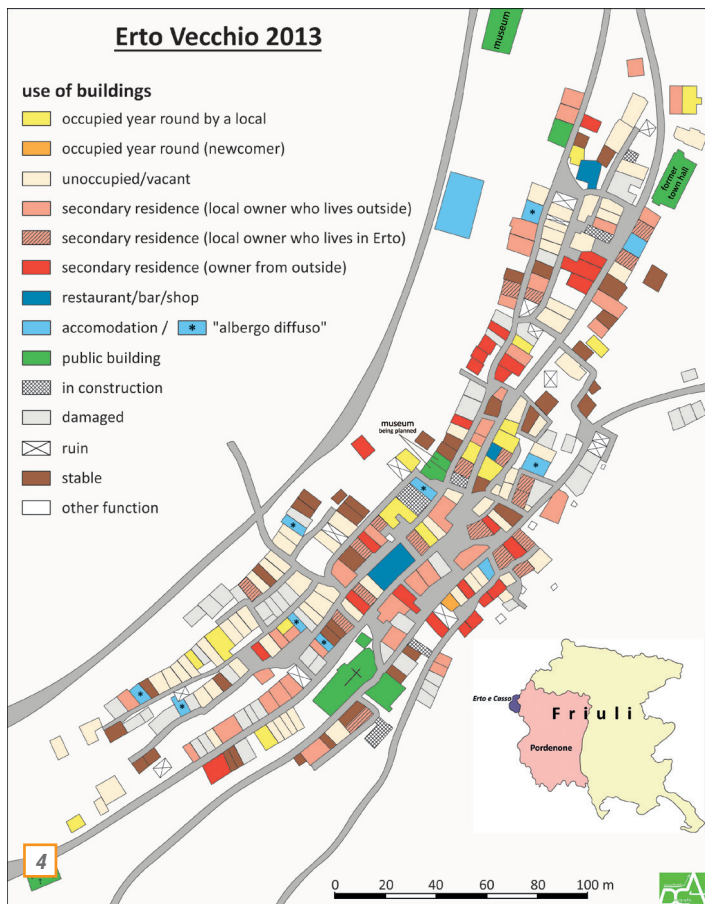 Erto Vecchio 2013
use of buildings
occupied year round by a local
occupied year round (newcomer)
unoccupied/vacant
secondary residence (local owner who lives outside)
secondary residence (local owner who lives in Erto)
secondary residence (owner from outside)
restaurant/bar/shop
accomodation / * "albergo diffuso"
public building
in construction
damaged
ruin
stable
other function
museum
former
town hall
museum
being planned
*
*
*
*
*
*
*
*
Erto e Casso
Friuli
Pordenone
4
0 20 40 60 80 100 m